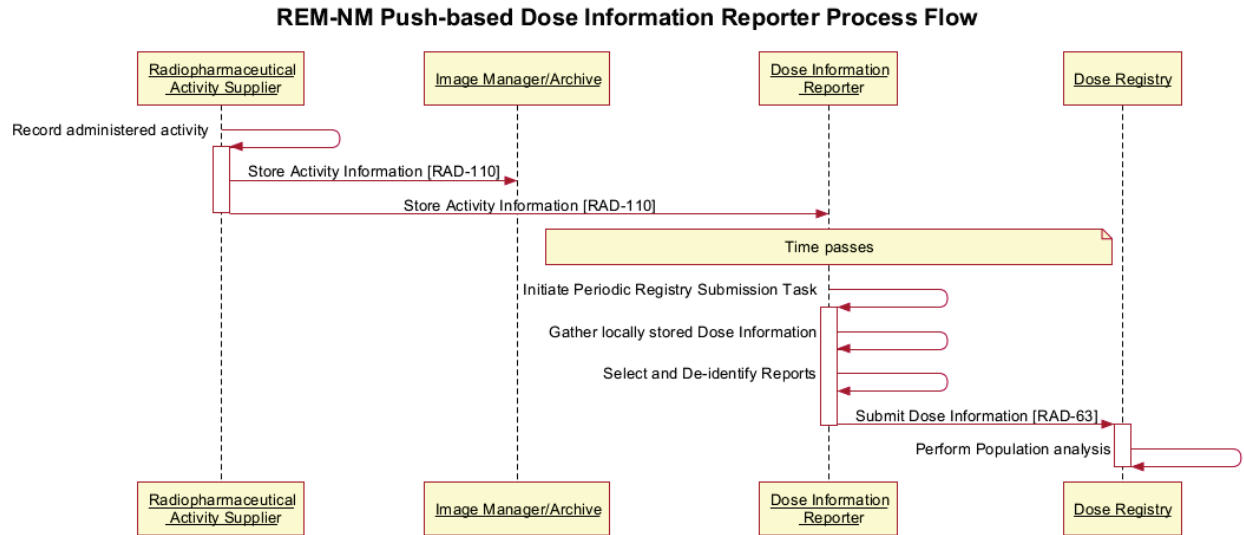 REM-NM Push-based Dose Information Reporter Process Flow
Radiopharmaceutical
Activity Supplier
Image Manager/Archive
Dose Information
Reporter
Dose Registry
Record administered activity
Store Activity Information [RAD-110]
Store Activity Information [RAD-110]
Time passes
Initiate Periodic Registry Submission Task
Gather locally stored Dose Information
Select and De-identify Reports
Submit Dose Information [RAD-63]
Perform Population analysis
Radiopharmaceutical
Activity Supplier
Image Manager/Archive
Dose Information
Reporter
Dose Registry